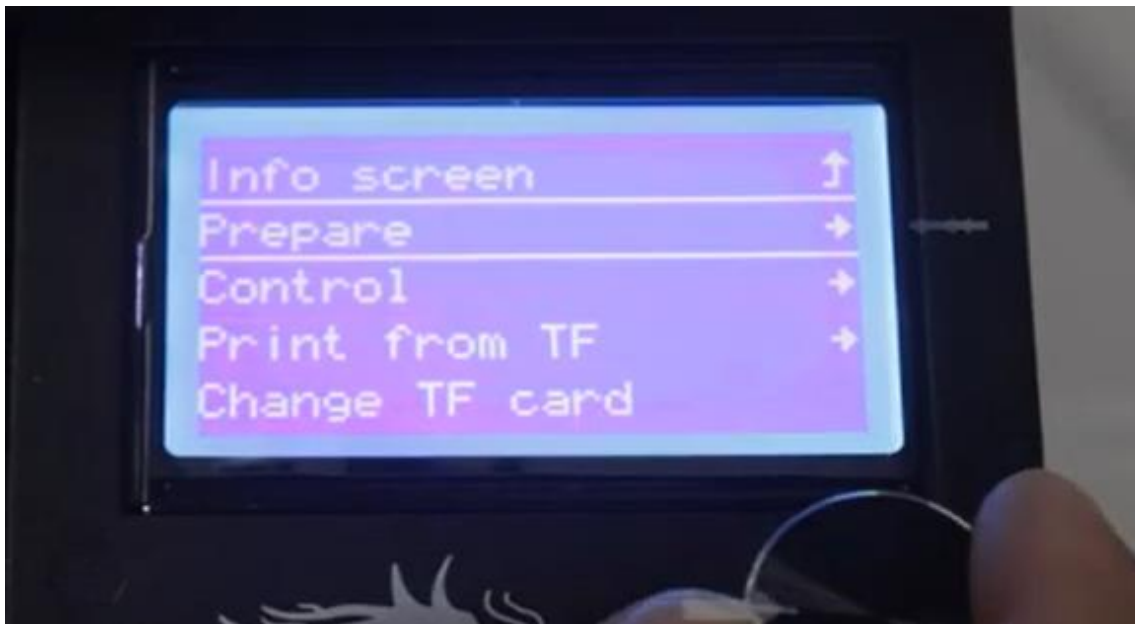 Info screen
Prepare
Control
Print from TF
Change TF card